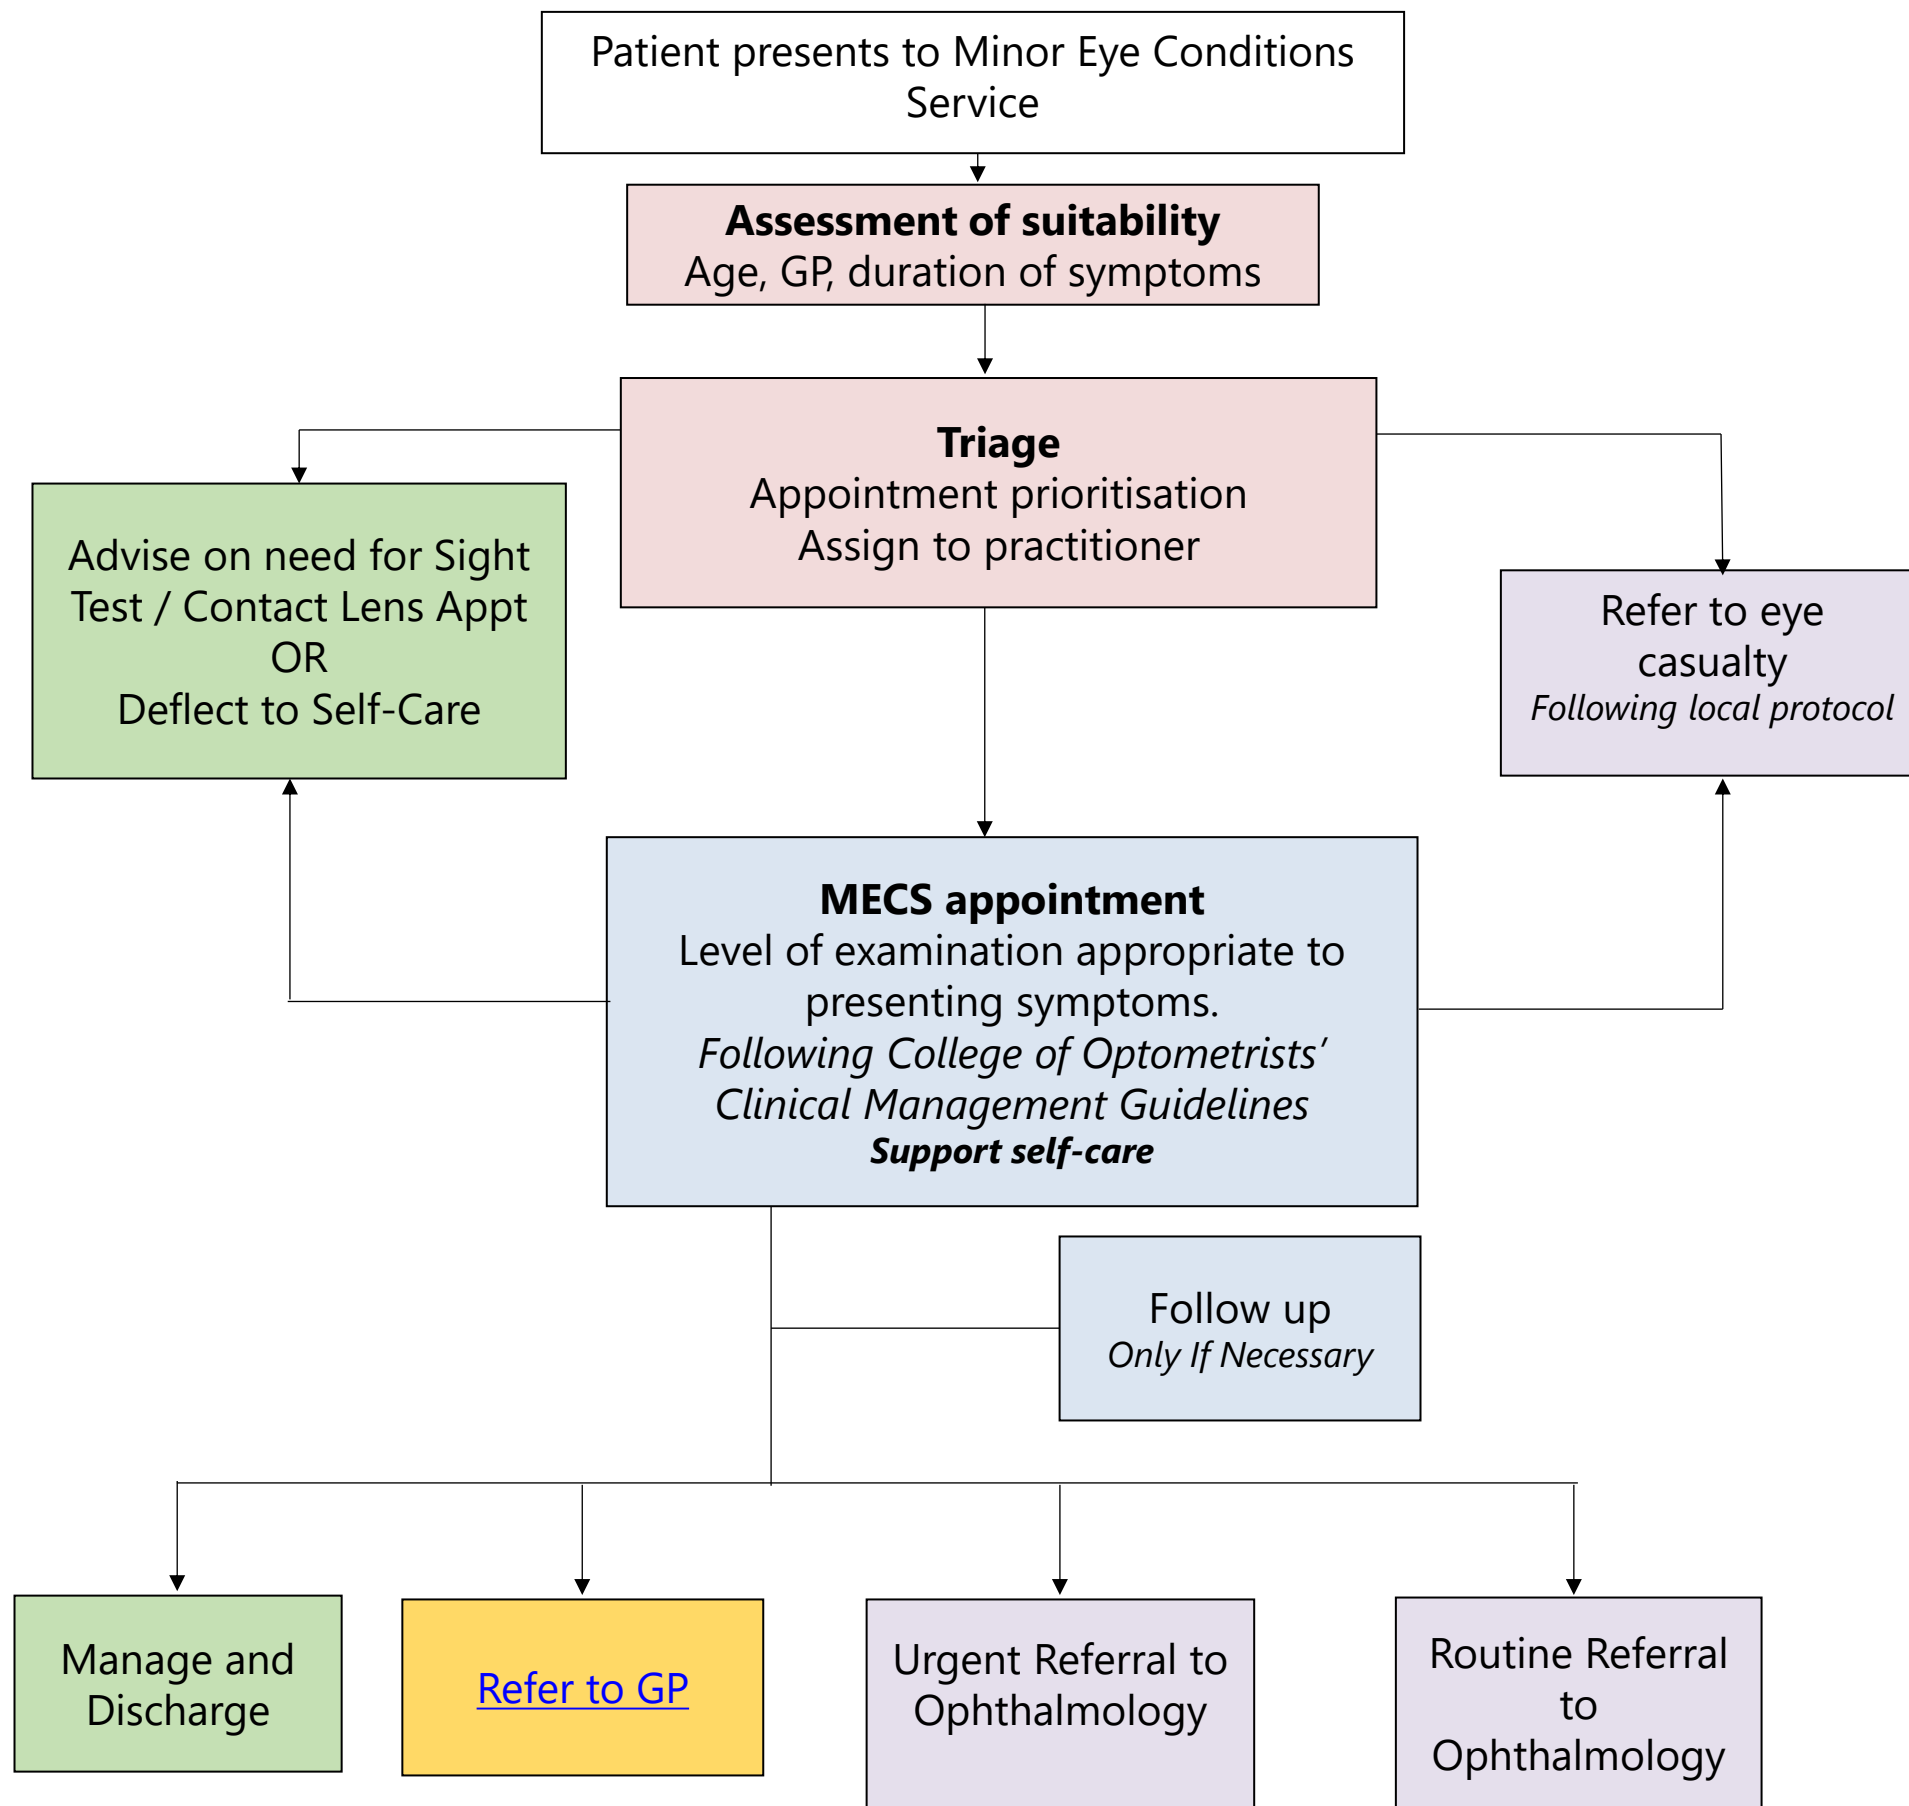 Patient presents to Minor Eye Conditions
Service
Assessment of suitability
Age, GP, duration of symptoms
Triage
Appointment prioritisation
Assign to practitioner
Advise on need for Sight
Test / Contact Lens Appt
OR
Deflect to Self-Care
Refer to eye
casualty
Following local protocol
MECS appointment
Level of examination appropriate to
presenting symptoms.
Following College of Optometrists’
Clinical Management Guidelines
Support self-care
Follow up
Only If Necessary
Manage and
Discharge
Refer to GP
Urgent Referral to
Ophthalmology
Routine Referral
to
Ophthalmology